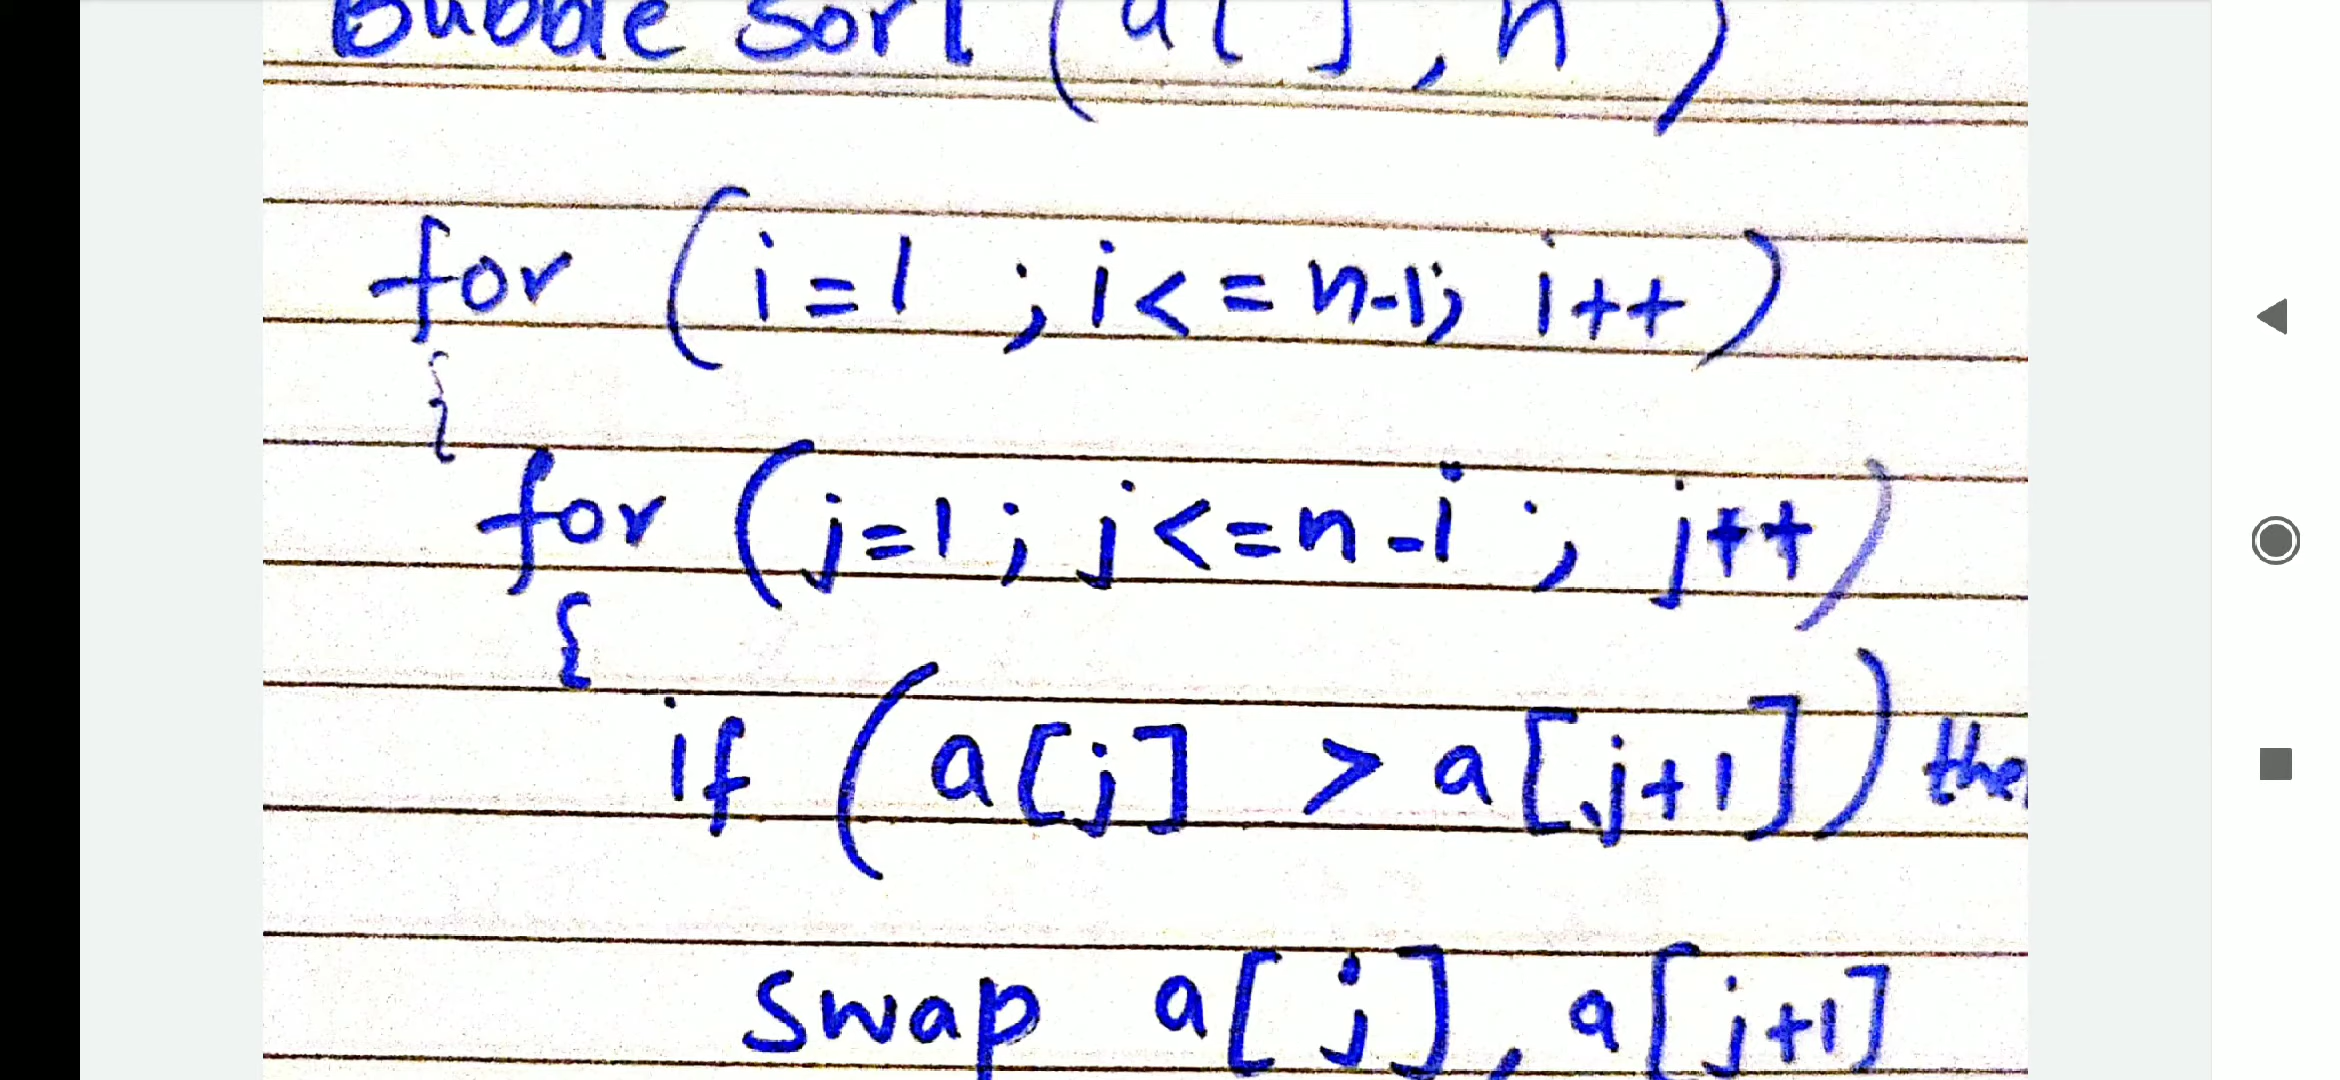 Bubble Sort (a[], n)
for (i=1 ; i<=n-1; i++)
{
for (j=1; j<=n-i ; j++)
{
if (a[j] > a[j+1]) the
swap a[j], a[j+1]